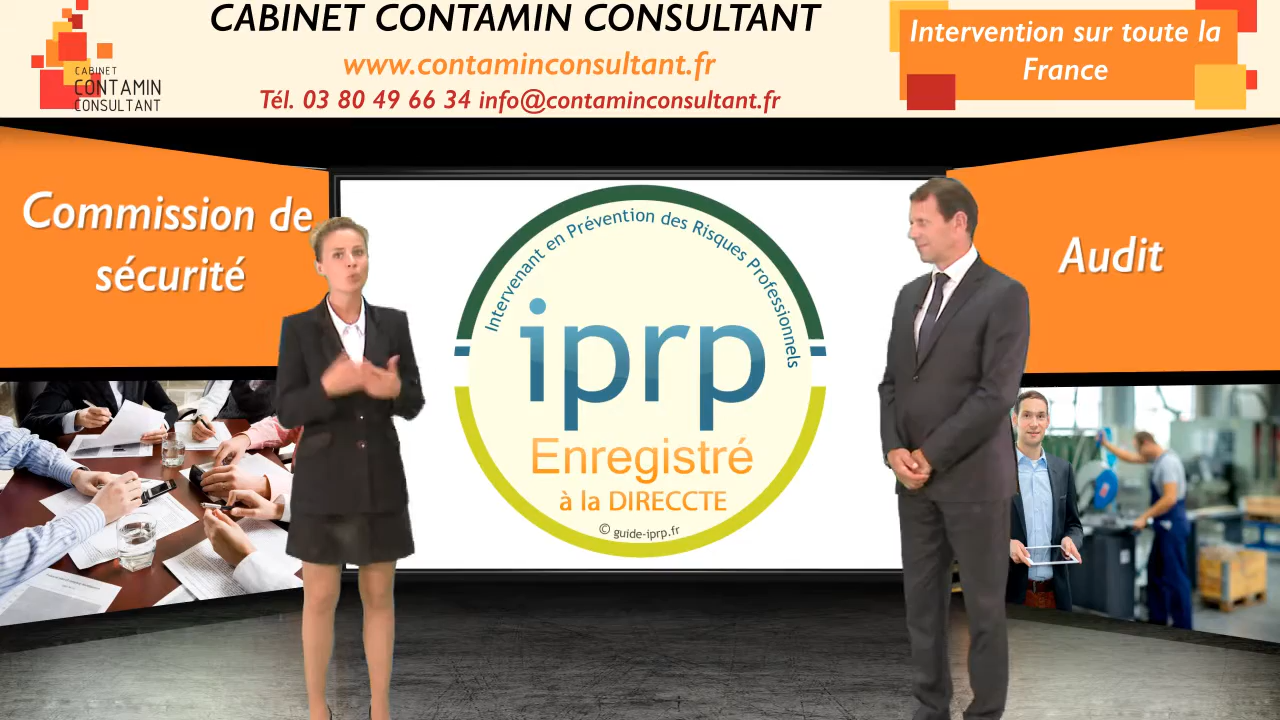 CABINET CONTAMIN CONSULTANT
www.contaminconsultant.fr
Tél. 03 80 49 66 34 info@contaminconsultant.fr
CABINET
CONTAMIN
CONSULTANT
Intervention sur toute la
France
Commission de
sécurité
Intervenant en Prévention des Risques Professionnels
iprp
Enregistré
à la DIRECCTE
© guide-iprp.fr
Audit